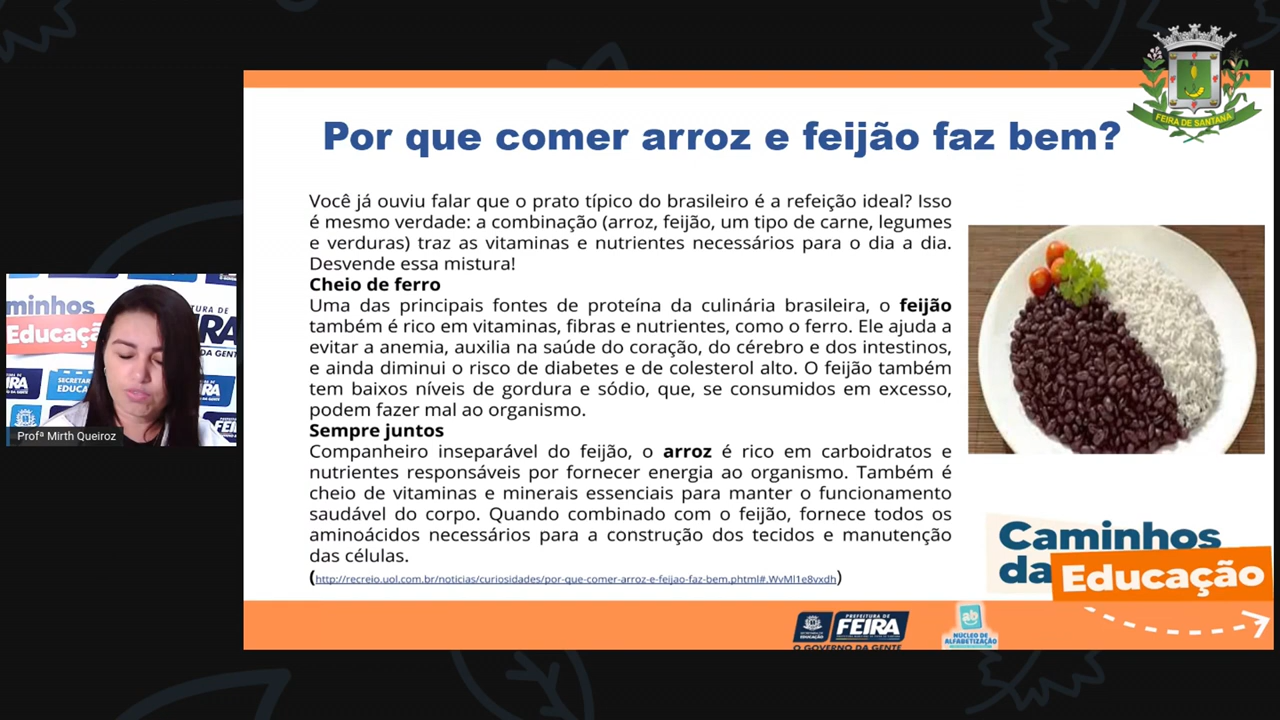 FEIRA DE SANTANA
Por que comer arroz e feijão faz bem?
Você já ouviu falar que o prato típico do brasileiro é a refeição ideal? Isso
é mesmo verdade: a combinação (arroz, feijão, um tipo de carne, legumes
e verduras) traz as vitaminas e nutrientes necessários para o dia a dia.
Desvende essa mistura!
Cheio de ferro
Uma das principais fontes de proteína da culinária brasileira, o feijão
também é rico em vitaminas, fibras e nutrientes, como o ferro. Ele ajuda a
evitar a anemia, auxilia na saúde do coração, do cérebro e dos intestinos,
e ainda diminui o risco de diabetes e de colesterol alto. O feijão também
tem baixos níveis de gordura e sódio, que, se consumidos em excesso,
podem fazer mal ao organismo.
Sempre juntos
Companheiro inseparável do feijão, o arroz é rico em carboidratos e
nutrientes responsáveis por fornecer energia ao organismo. Também é
cheio de vitaminas e minerais essenciais para manter o funcionamento
saudável do corpo. Quando combinado com o feijão, fornece todos os
aminoácidos necessários para a construção dos tecidos e manutenção
das células.
(http://recreio.uol.com.br/noticias/curiosidades/por-que-comer-arroz-e-feijao-faz-bem.phtml#.WvMl1e8vxdh)
minhos
Educaçã
Profª Mirth Queiroz
Caminhos
da Educação
PREFEITURA DE
FEIRA
O GOVERNO DA GENTE
NÚCLEO DE
ALFABETIZAÇÃO